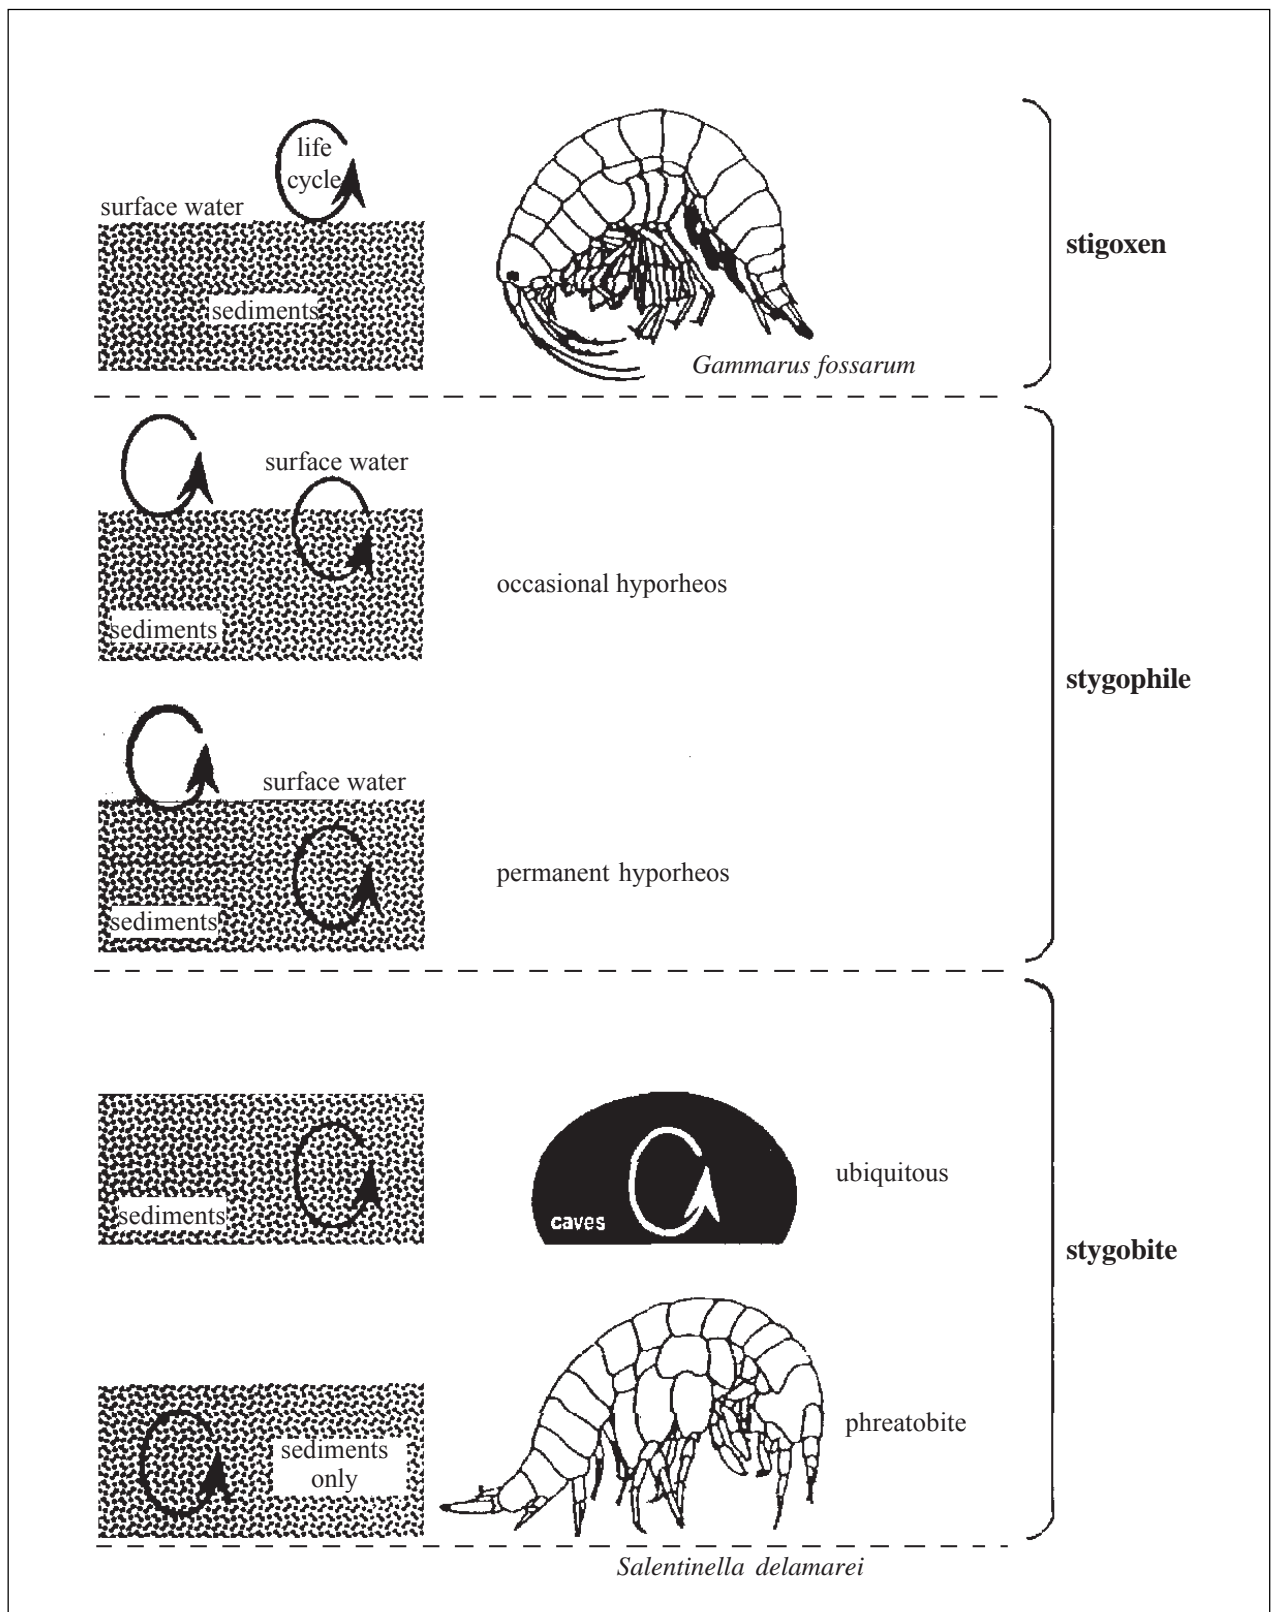 life
cycle
surface water
sediments
stigoxen
Gammarus fossarum
surface water
occasional hyporheos
sediments
stygophile
surface water
permanent hyporheos
sediments
ubiquitous
sediments
caves
stygobite
phreatobite
sediments
only
Salentinella delamarei